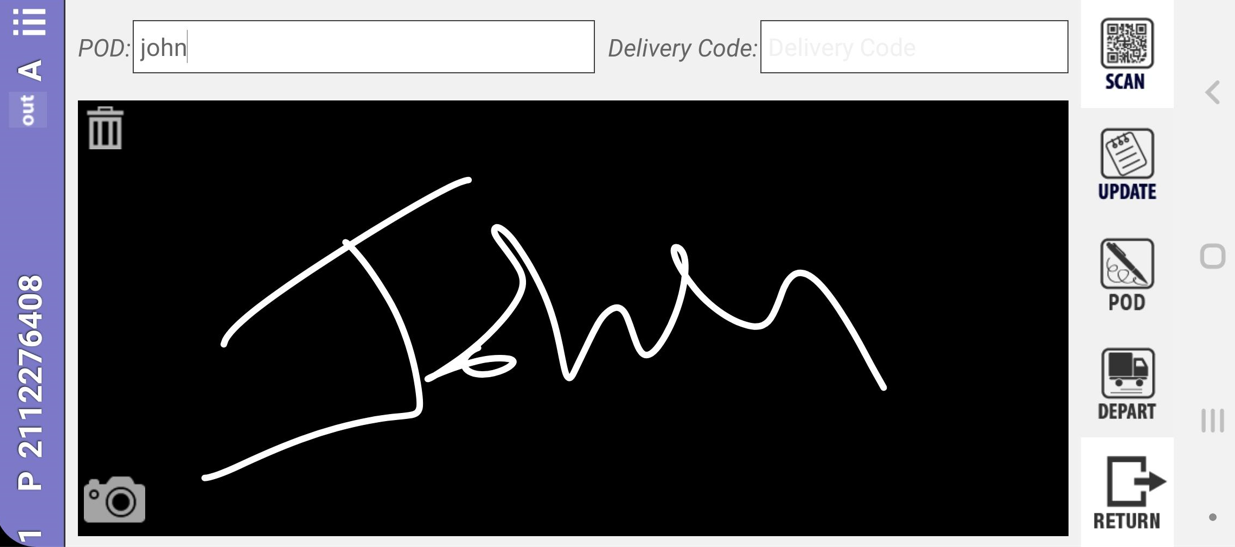 POD: john
Delivery Code: Delivery Code
John
SCAN
UPDATE
POD
DEPART
RETURN
1 P 2112276408 out A